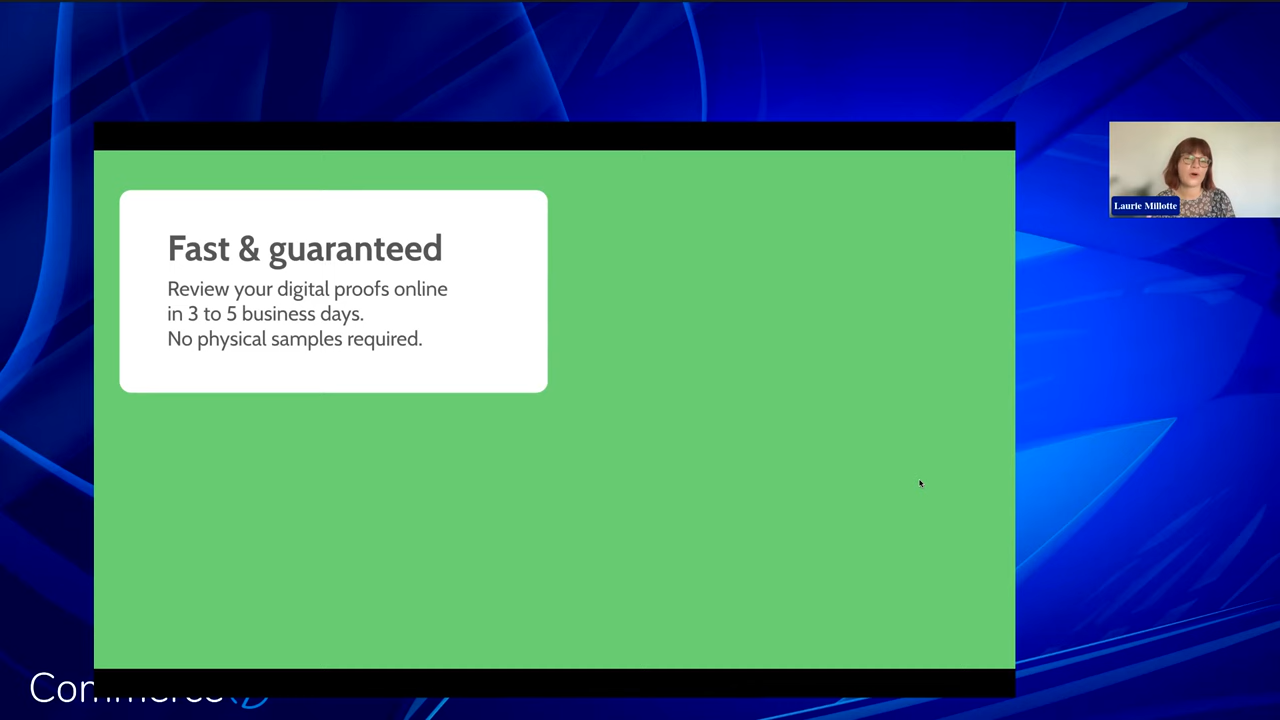 Fast & guaranteed
Review your digital proofs online
in 3 to 5 business days.
No physical samples required.
Laurie Millotte